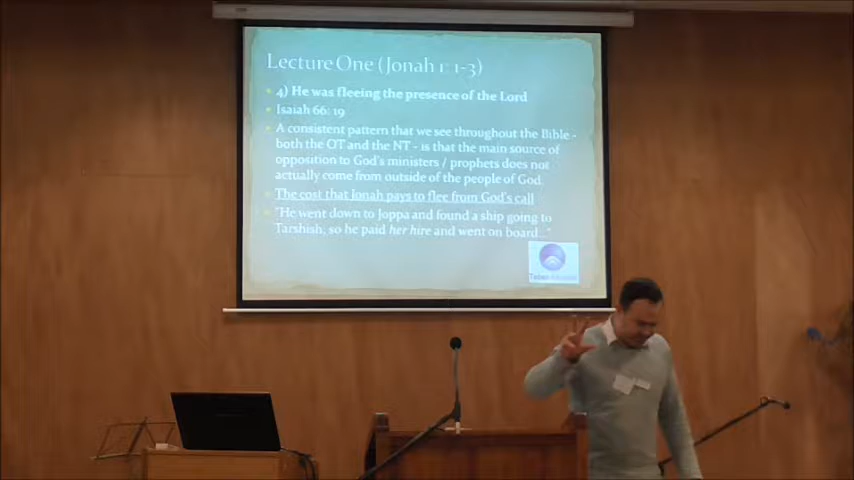 Lecture One (Jonah 1: 1-3)
4) He was fleeing the presence of the Lord
Isaiah 66: 19
A consistent pattern that we see throughout the Bible -
both the OT and the NT - is that the main source of
opposition to God's ministers / prophets does not
actually come from outside of the people of God.
The cost that Jonah pays to flee from God's call
"He went down to Joppa and found a ship going to
Tarshish, so he paid her hire and went on board..."